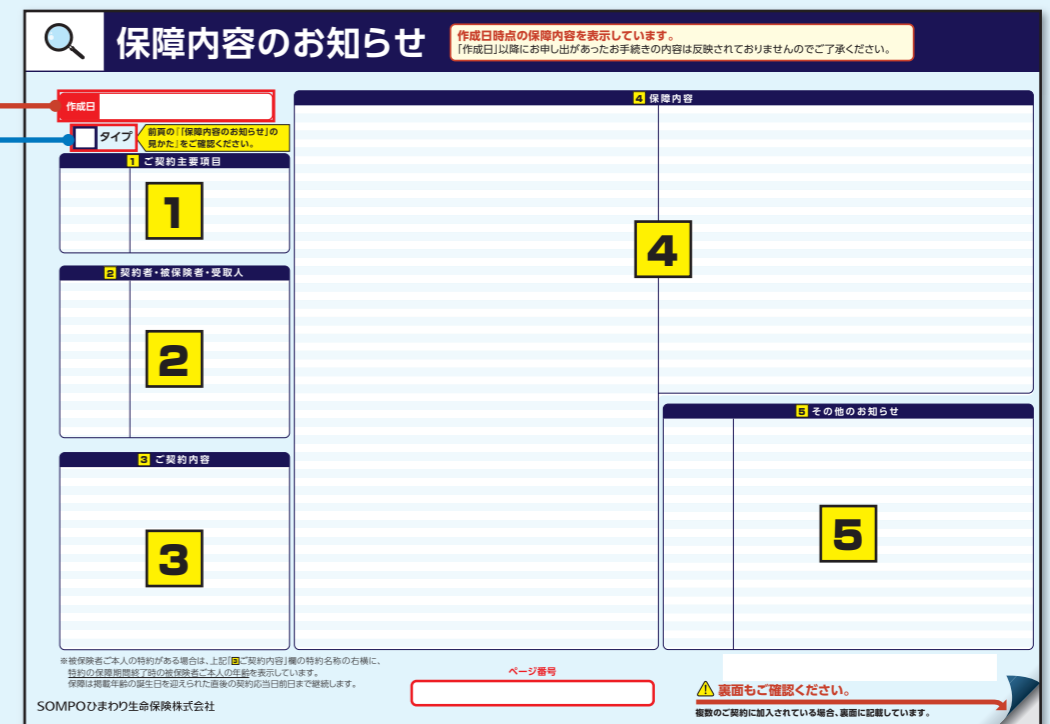 保障内容のお知らせ
作成日時点の保障内容を表示しています。
「作成日」以降にお申し出があったお手続きの内容は反映されておりませんのでご了承ください。
作成日
タイプ
前頁の「「保障内容のお知らせ」の
見かた」をご確認ください。
1 ご契約主要項目
1
2 契約者・被保険者・受取人
2
3 ご契約内容
3
4 保障内容
4
5 その他のお知らせ
5
※被保険者ご本人の特約がある場合は、上記「3ご契約内容」欄の特約名称の右横に、
特約の保障期間終了時の被保険者ご本人の年齢を表示しています。
保障は掲載年齢の誕生日を迎えられた直後の契約応当日前日まで継続します。
SOMPOひまわり生命保険株式会社
ページ番号
裏面もご確認ください。
複数のご契約に加入されている場合、裏面に記載しています。